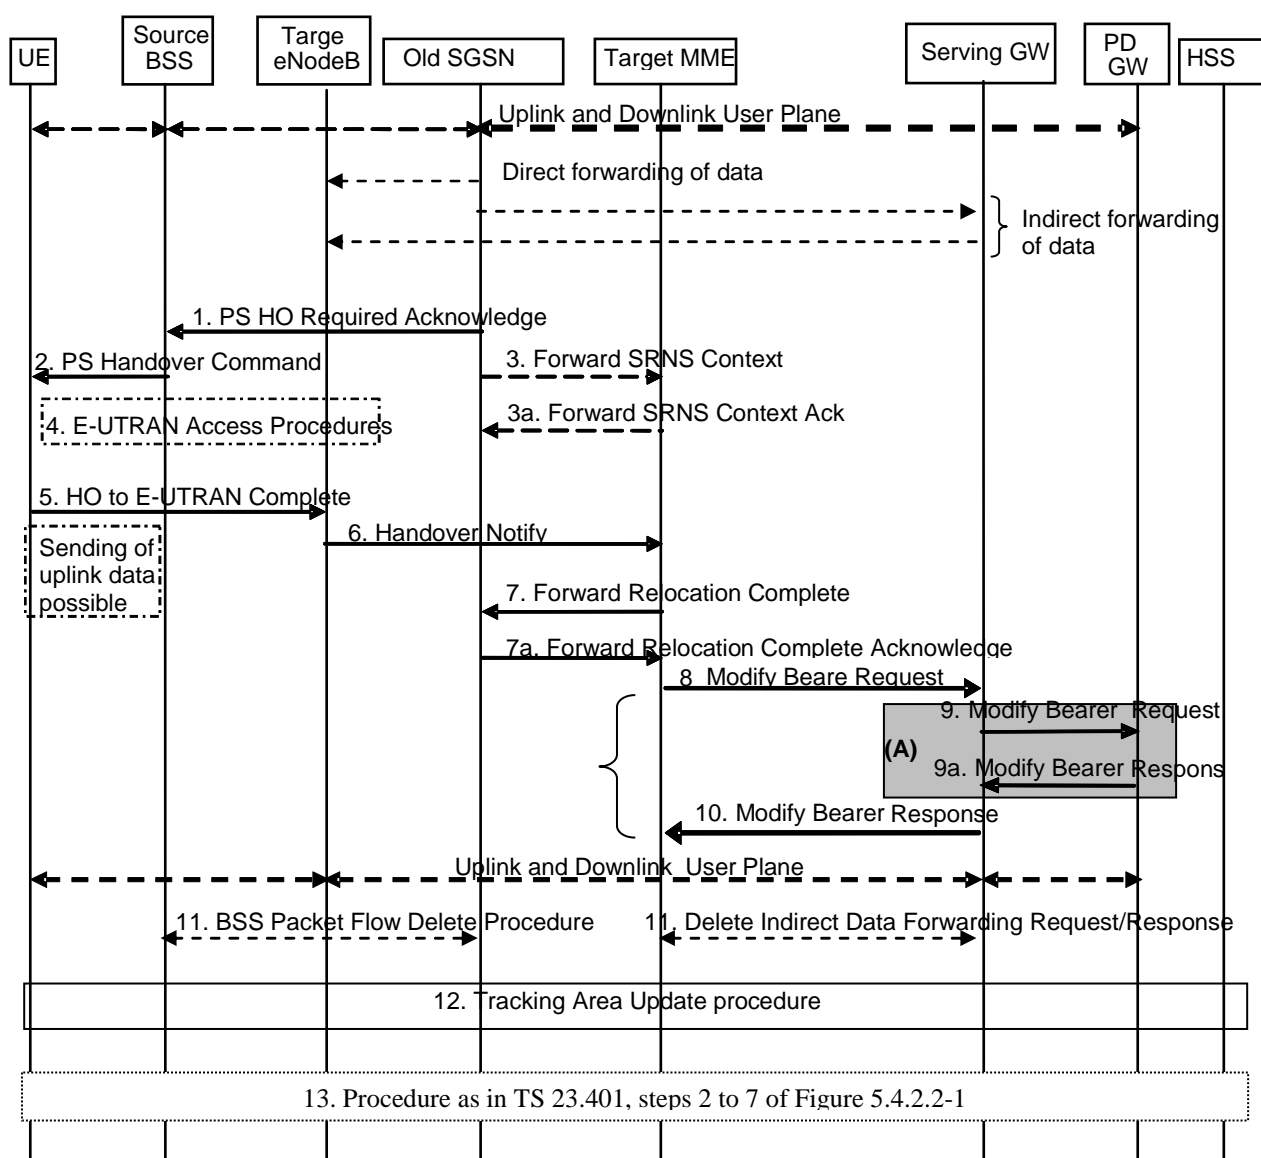 UE
Source
BSS
Targe
eNodeB
Old SGSN
Target MME
Serving GW
PD
GW
HSS
Uplink and Downlink User Plane
Direct forwarding of data
Indirect forwarding
of data
1. PS HO Required Acknowledge
2. PS Handover Command
3. Forward SRNS Context
4. E-UTRAN Access Procedures
3a. Forward SRNS Context Ack
5. HO to E-UTRAN Complete
6. Handover Notify
Sending of
uplink data
possible
7. Forward Relocation Complete
7a. Forward Relocation Complete Acknowledge
8 Modify Beare Request
9. Modify Bearer Request
(A)
9a. Modify Bearer Respons
10. Modify Bearer Response
Uplink and Downlink User Plane
11. BSS Packet Flow Delete Procedure
11. Delete Indirect Data Forwarding Request/Response
12. Tracking Area Update procedure
13. Procedure as in TS 23.401, steps 2 to 7 of Figure 5.4.2.2-1